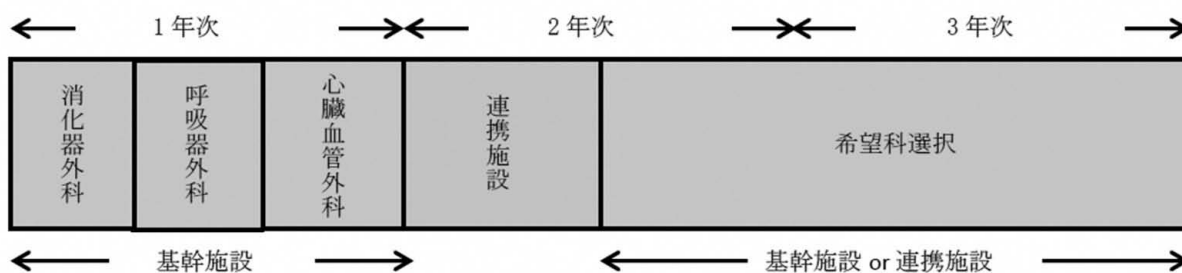 1 年次
2 年次
3 年次
消化器外科
呼吸器外科
心臓血管外科
連携施設
希望科選択
基幹施設
基幹施設 or 連携施設